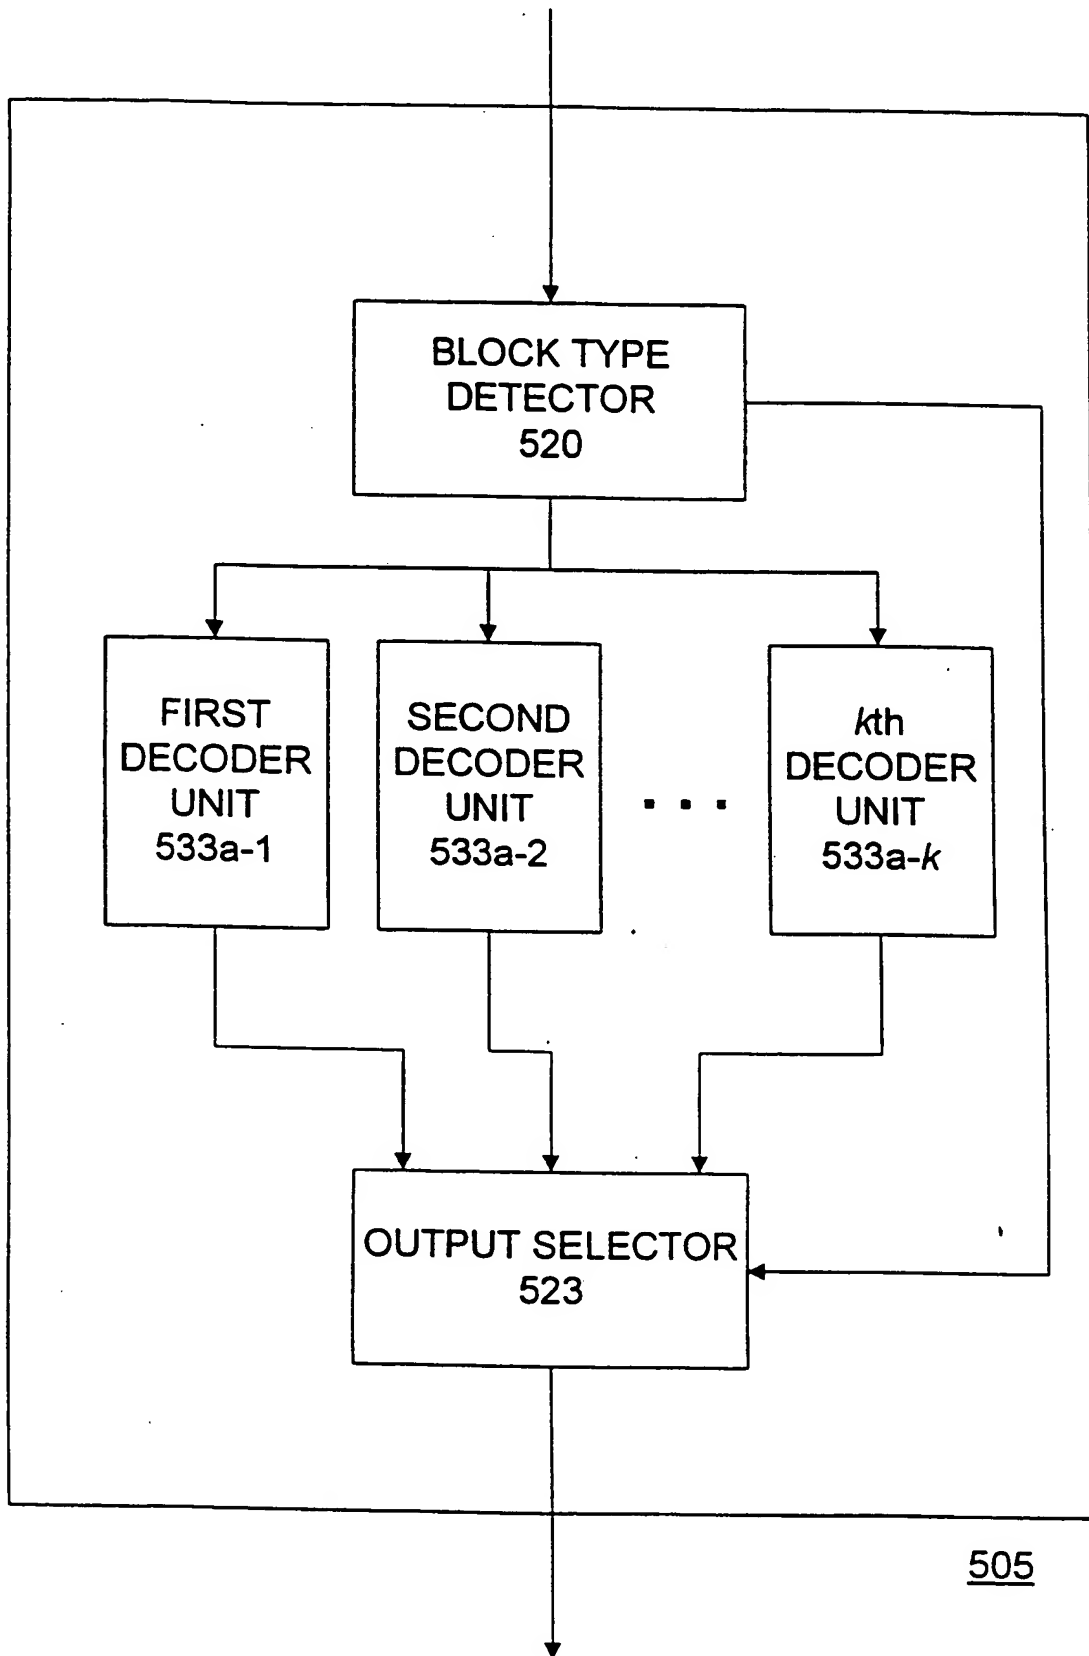 BLOCK TYPE
DETECTOR
520
FIRST
DECODER
UNIT
533a-1
SECOND
DECODER
UNIT
533a-2
. . .
kth
DECODER
UNIT
533a-k
OUTPUT SELECTOR
523
505